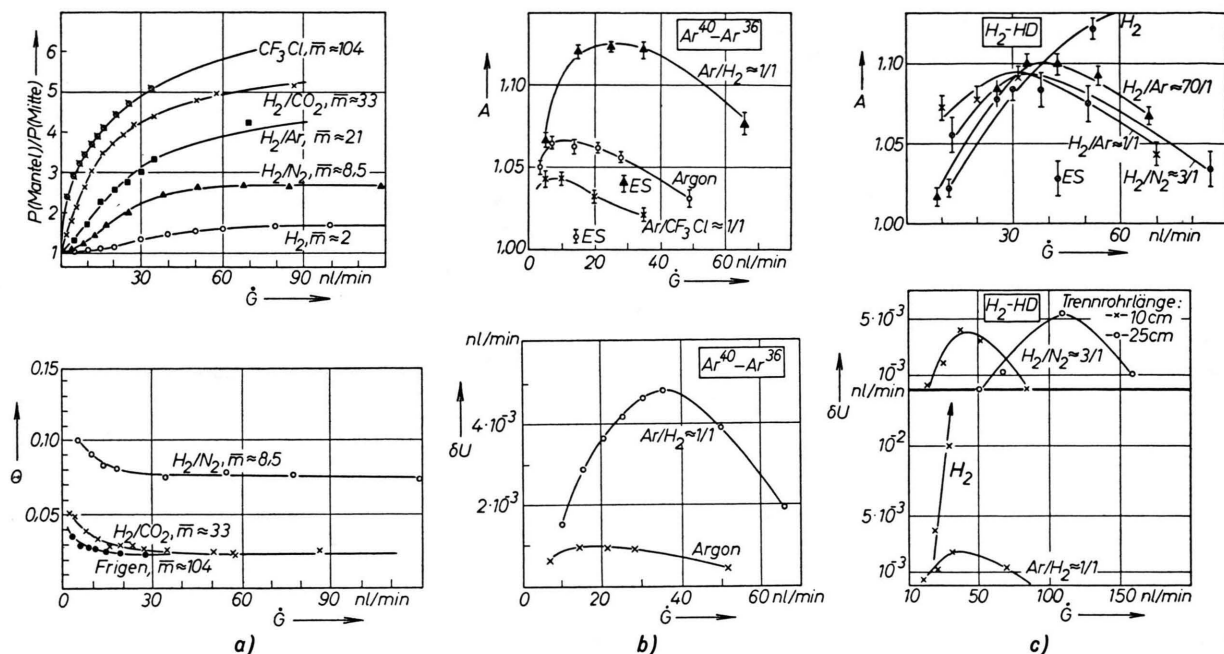 P(Mantel)/P(Mitte)
6
5
4
3
2
1
CF₃Cl, m̅≈104
H₂/CO₂, m̅≈33
H₂/Ar, m̅≈21
H₂/N₂, m̅≈8,5
H₂, m̅≈2
0 30 60 90 nl/min
Ġ
0,15
0,10
0,05
Θ
H₂/N₂, m̅≈8,5
H₂/CO₂, m̅≈33
Frigen, m̅≈104
0 30 60 90 nl/min
Ġ
a)
Ar⁴⁰–Ar³⁶
A
1,10
1,05
1,00
Ar/H₂≈1/1
Argon
ES
Ar/CF₃Cl≈1/1
ES
0 20 40 60 nl/min
Ġ
nl/min
Ar⁴⁰–Ar³⁶
δU
4·10⁻³
2·10⁻³
Ar/H₂≈1/1
Argon
0 20 40 60 nl/min
Ġ
b)
H₂-HD
H₂
A
1,10
1,05
1,00
H₂/Ar≈70/1
H₂/Ar≈1/1
H₂/N₂≈3/1
ES
0 30 60 nl/min
Ġ
H₂-HD
Trennrohrlänge:
-x-10cm
-o-25cm
5·10⁻³
10⁻³
nl/min
H₂/N₂≈3/1
δU
10⁻²
H₂
5·10⁻³
10⁻³
Ar/H₂≈1/1
10 50 100 150 nl/min
Ġ
c)